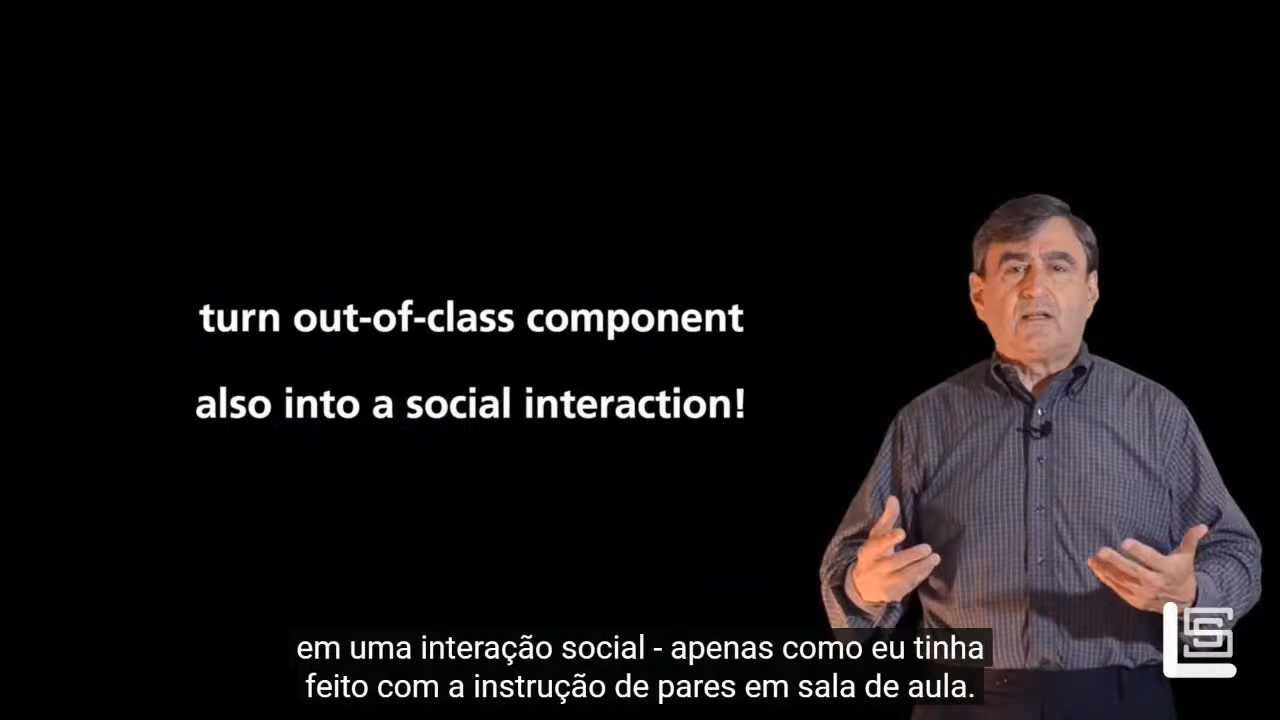 turn out-of-class component
also into a social interaction!
em uma interação social - apenas como eu tinha
feito com a instrução de pares em sala de aula.